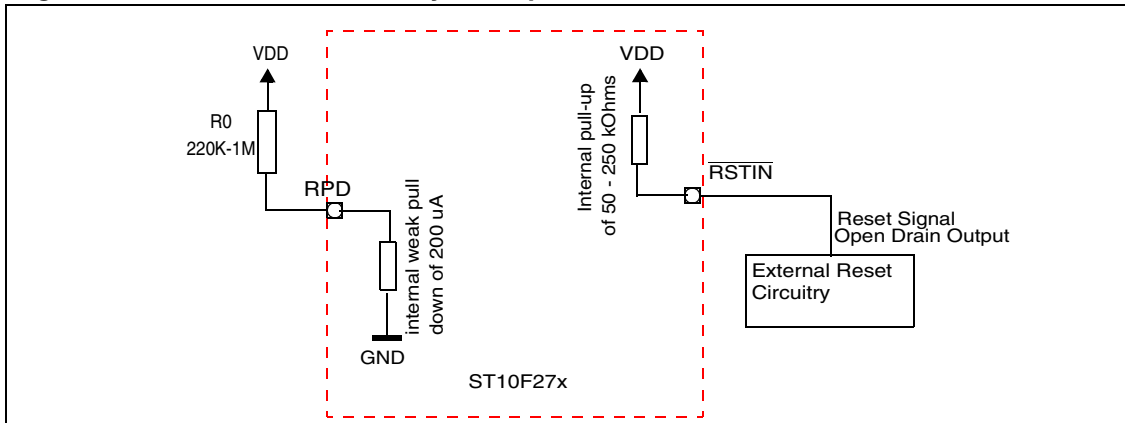 VDD
R0
220K-1M
RPD
internal weak pull
down of 200 uA
GND
VDD
Internal pull-up
of 50 - 250 kOhms
RSTIN
Reset Signal
Open Drain Output
External Reset
Circuitry
ST10F27x